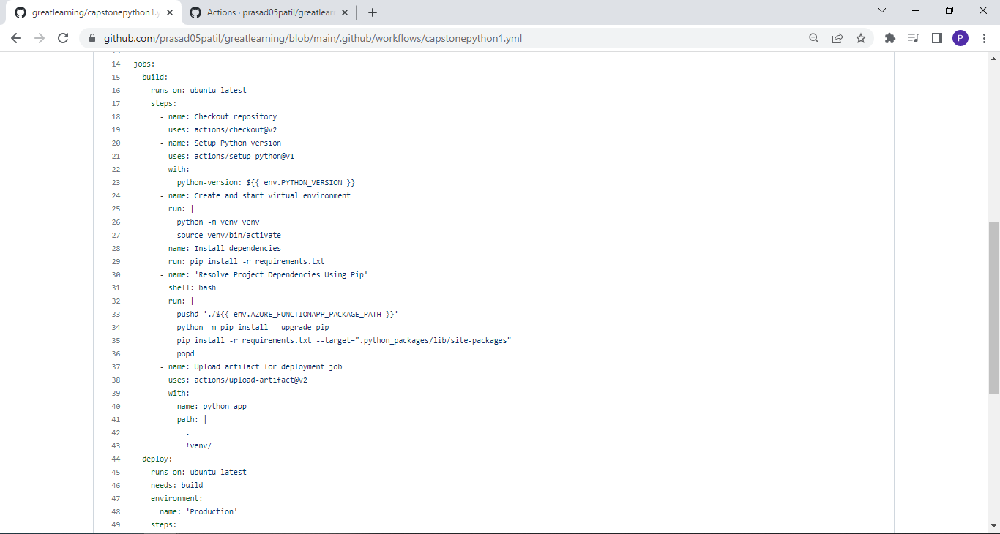 greatlearning/capstonepython1.y
Actions · prasad05patil/greatlearn
github.com/prasad05patil/greatlearning/blob/main/.github/workflows/capstonepython1.yml
P
13
14 jobs:
15 build:
16 runs-on: ubuntu-latest
17 steps:
18 - name: Checkout repository
19 uses: actions/checkout@v2
20 - name: Setup Python version
21 uses: actions/setup-python@v1
22 with:
23 python-version: ${{ env.PYTHON_VERSION }}
24 - name: Create and start virtual environment
25 run: |
26 python -m venv venv
27 source venv/bin/activate
28 - name: Install dependencies
29 run: pip install -r requirements.txt
30 - name: 'Resolve Project Dependencies Using Pip'
31 shell: bash
32 run: |
33 pushd './${{ env.AZURE_FUNCTIONAPP_PACKAGE_PATH }}'
34 python -m pip install --upgrade pip
35 pip install -r requirements.txt --target=".python_packages/lib/site-packages"
36 popd
37 - name: Upload artifact for deployment job
38 uses: actions/upload-artifact@v2
39 with:
40 name: python-app
41 path: |
42 .
43 !venv/
44 deploy:
45 runs-on: ubuntu-latest
46 needs: build
47 environment:
48 name: 'Production'
49 steps: